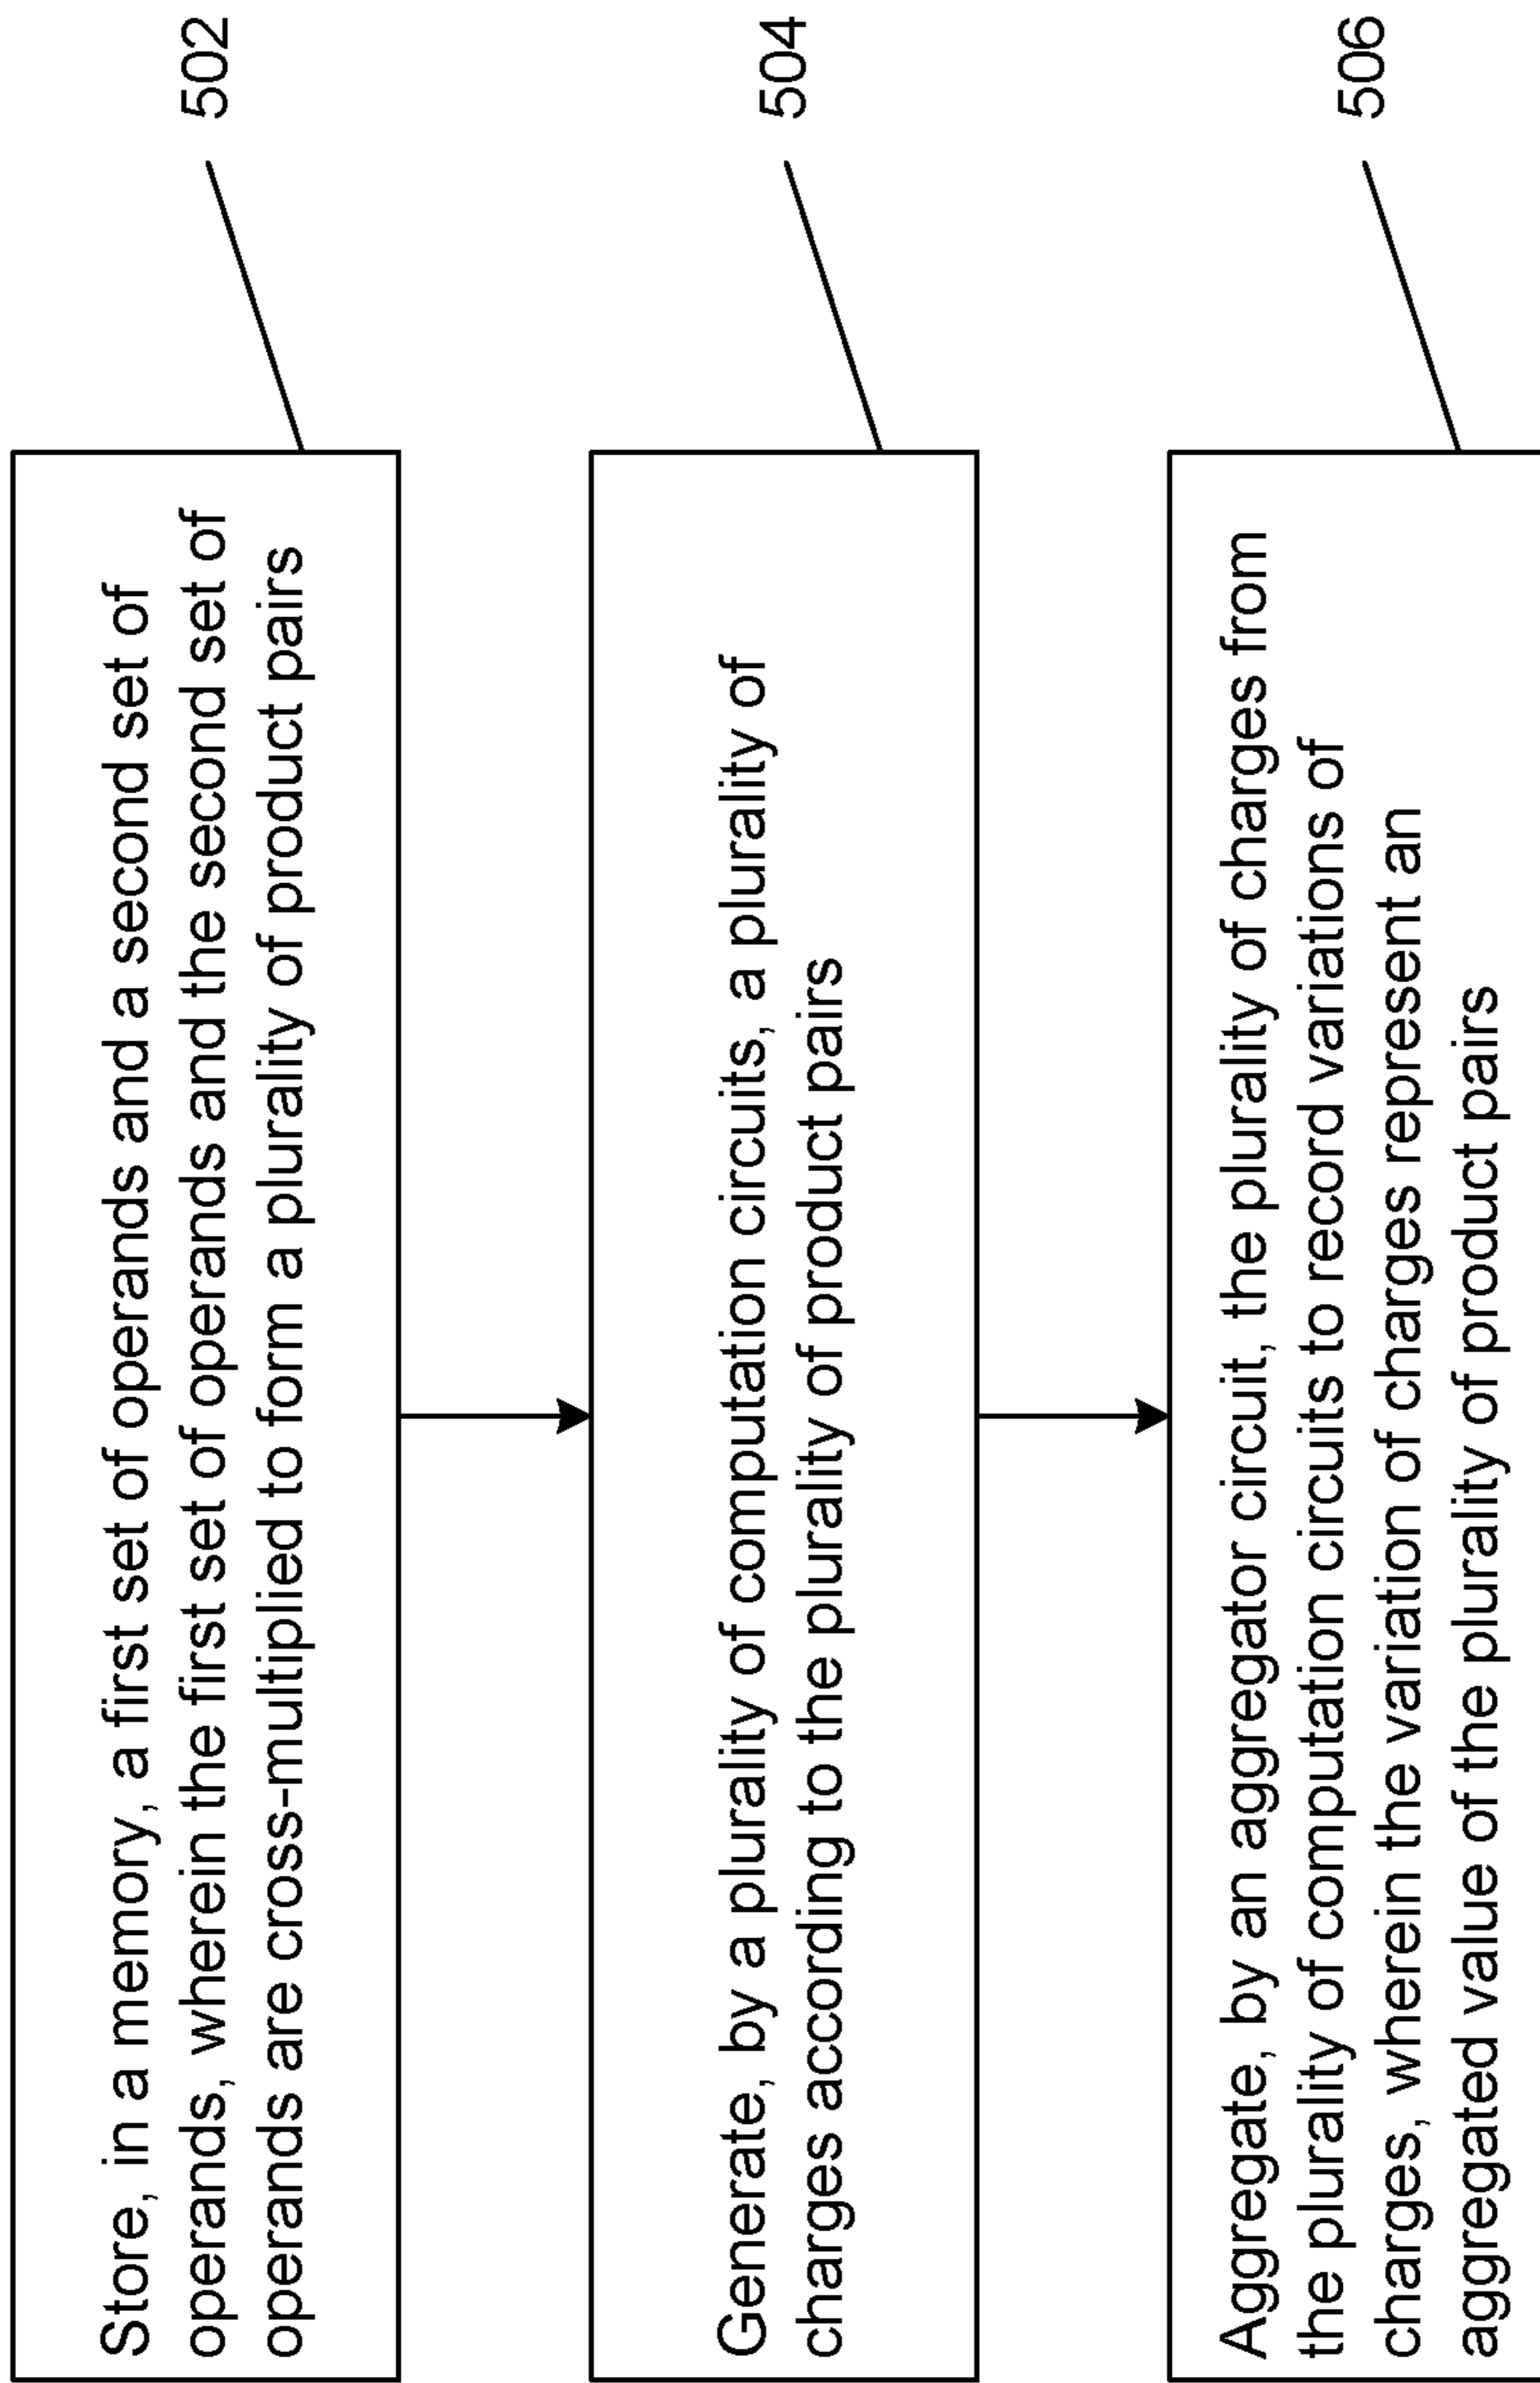 Store, in a memory, a first set of operands and a second set of
operands, wherein the first set of operands and the second set of
operands are cross-multiplied to form a plurality of product pairs
502
Generate, by a plurality of computation circuits, a plurality of
charges according to the plurality of product pairs
504
Aggregate, by an aggregator circuit, the plurality of charges from
the plurality of computation circuits to record variations of
charges, wherein the variation of charges represent an
aggregated value of the plurality of product pairs
506